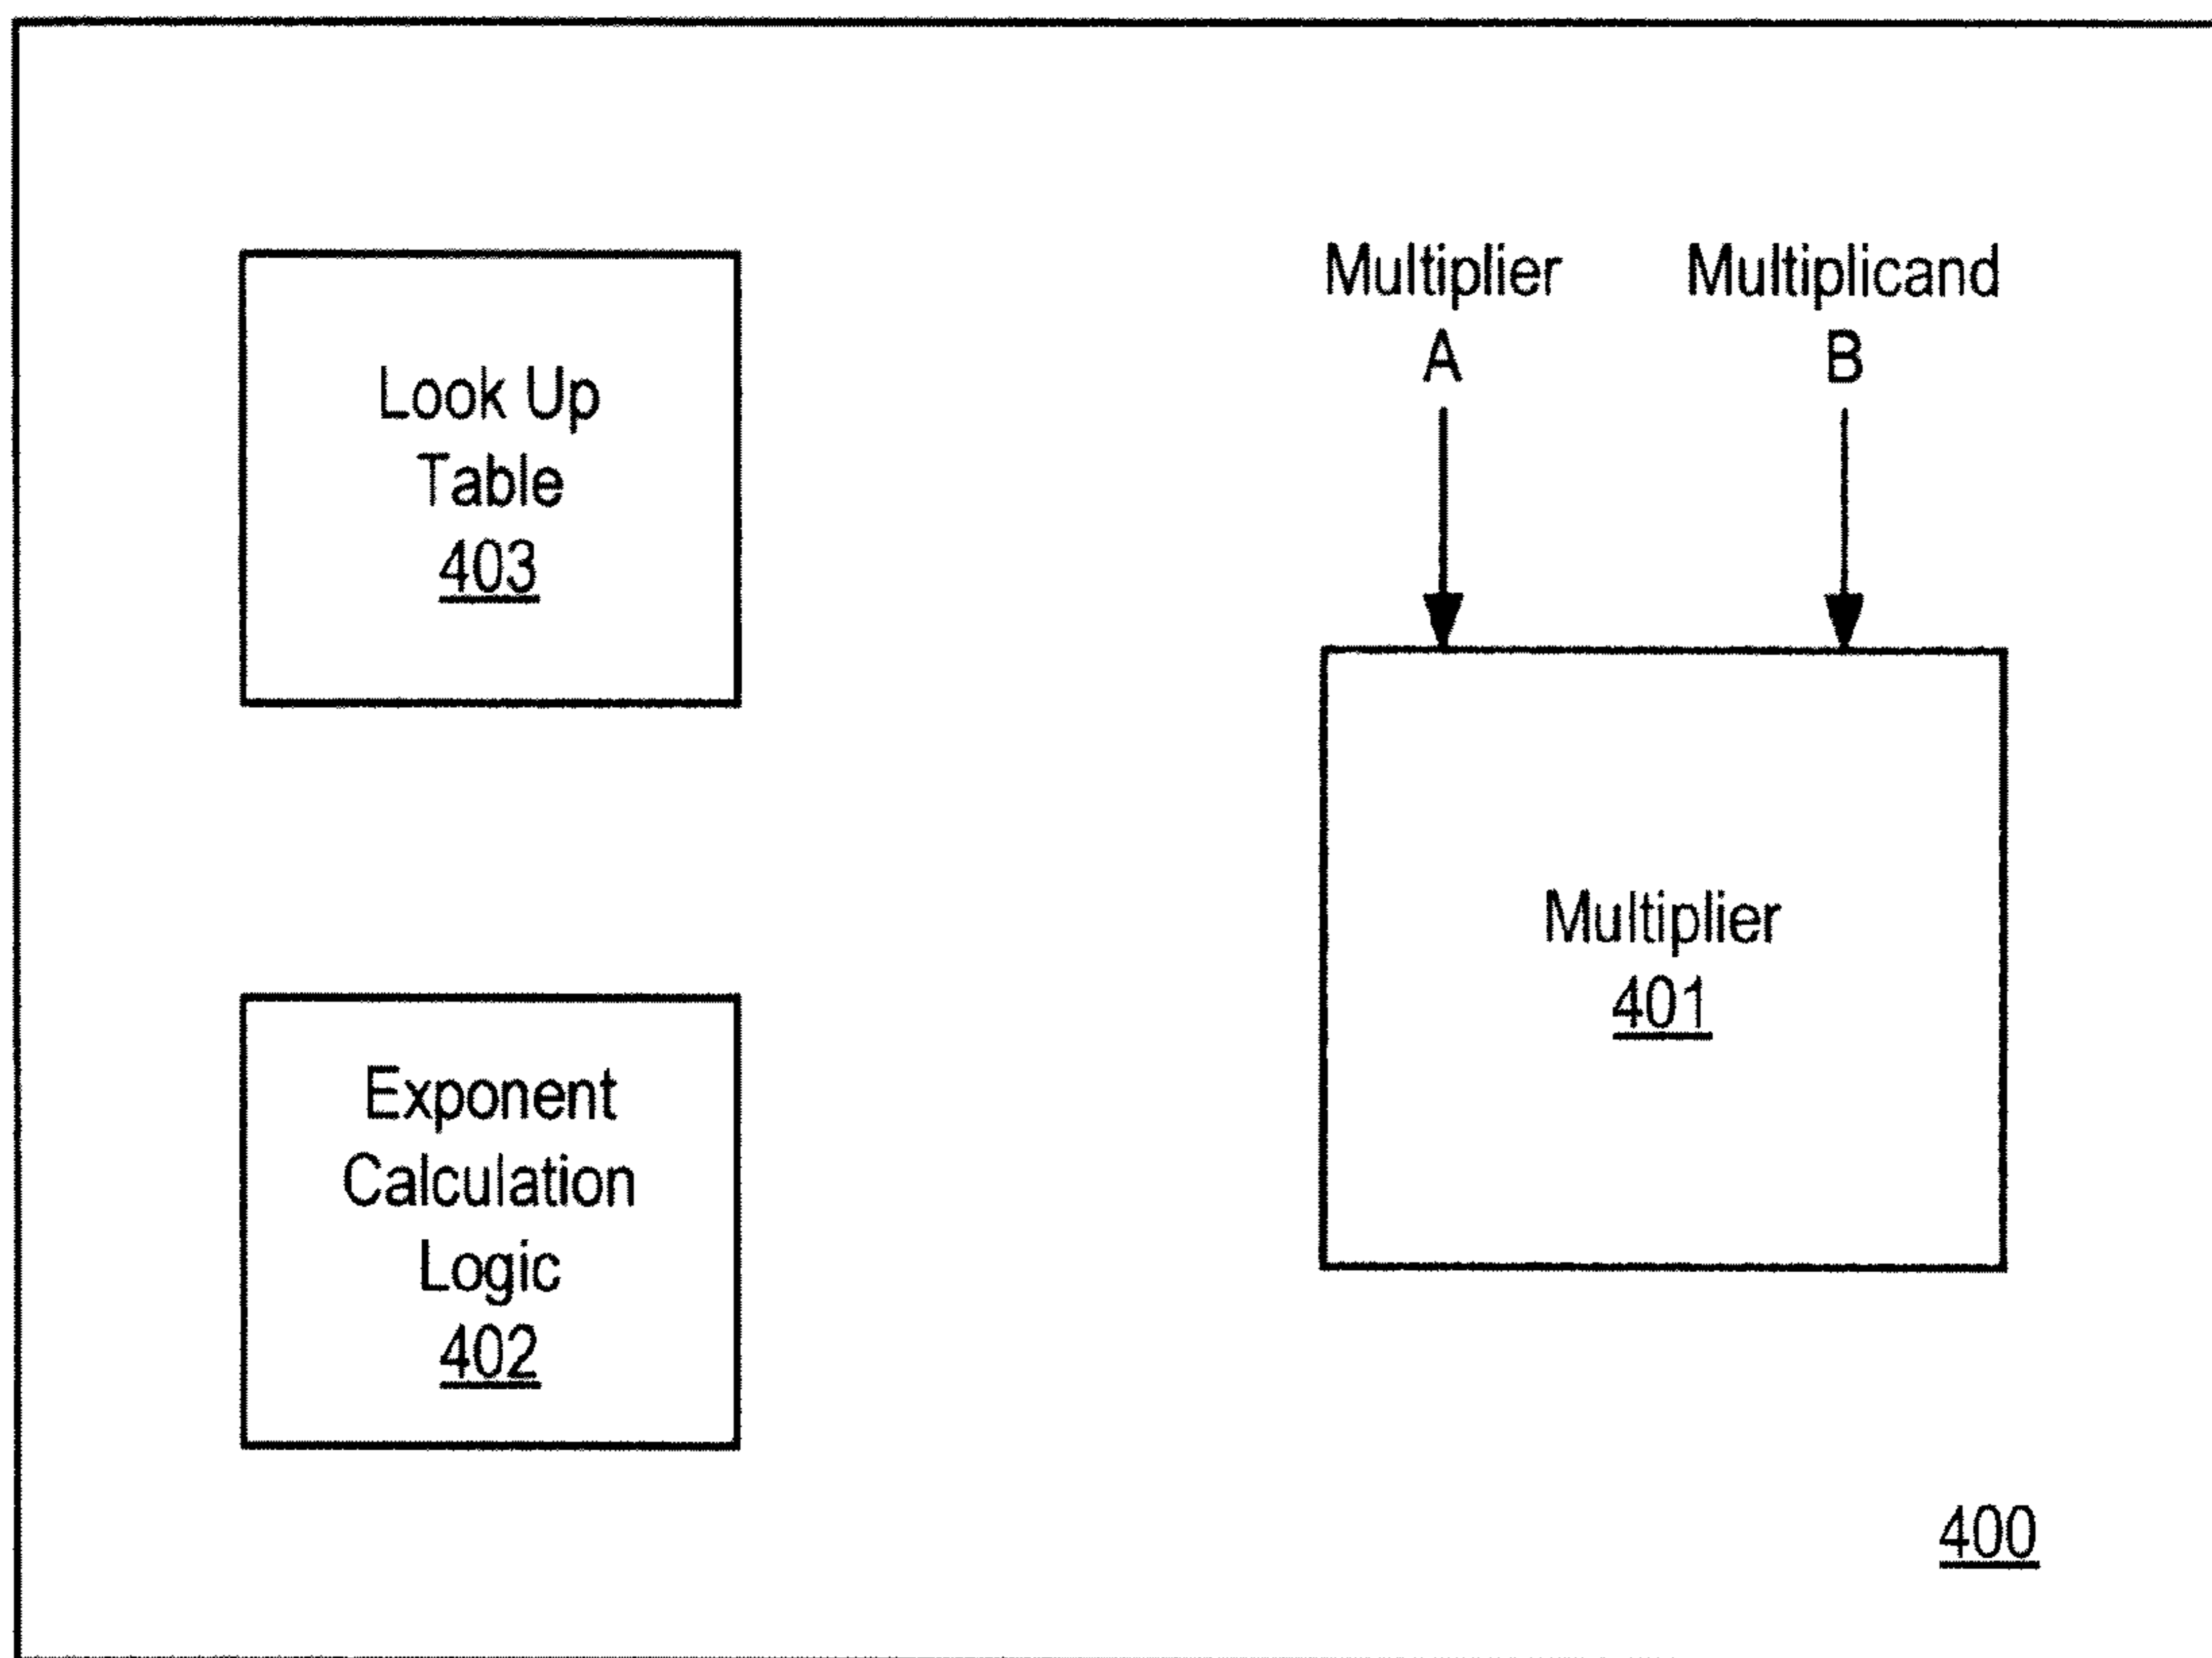 Look Up
Table
403
Multiplier
A
Multiplicand
B
Multiplier
401
Exponent
Calculation
Logic
402
400